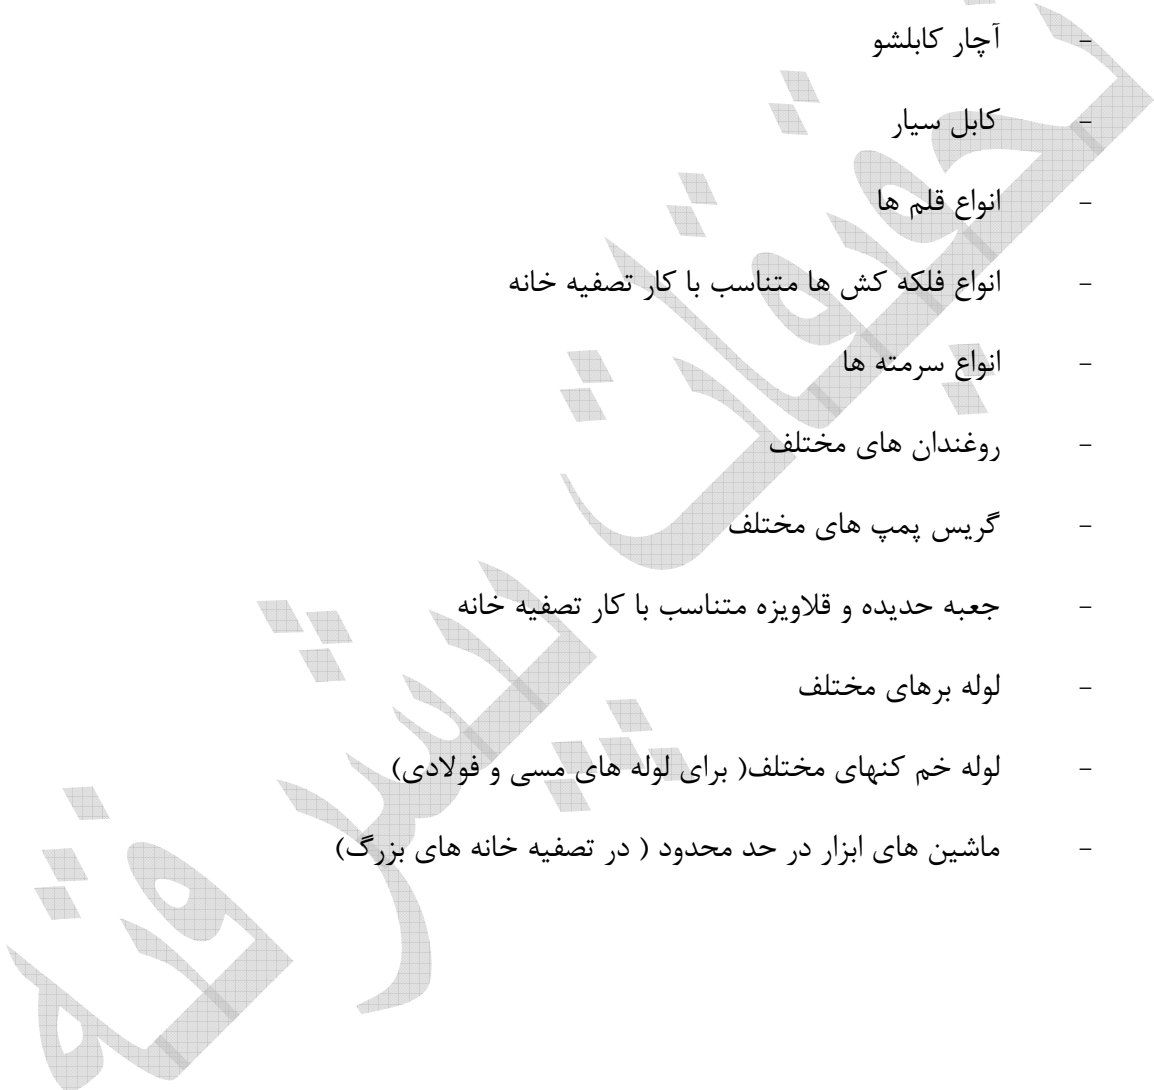 - آچار کابلشو
- کابل سیار
- انواع قلم ها
- انواع فلکه کش ها متناسب با کار تصفیه خانه
- انواع سرمته ها
- روغندان های مختلف
- گریس پمپ های مختلف
- جعبه حدیده و قلاویزه متناسب با کار تصفیه خانه
- لوله برهای مختلف
- لوله خم کنهای مختلف( برای لوله های مسی و فولادی)
- ماشین های ابزار در حد محدود ( در تصفیه خانه های بزرگ)